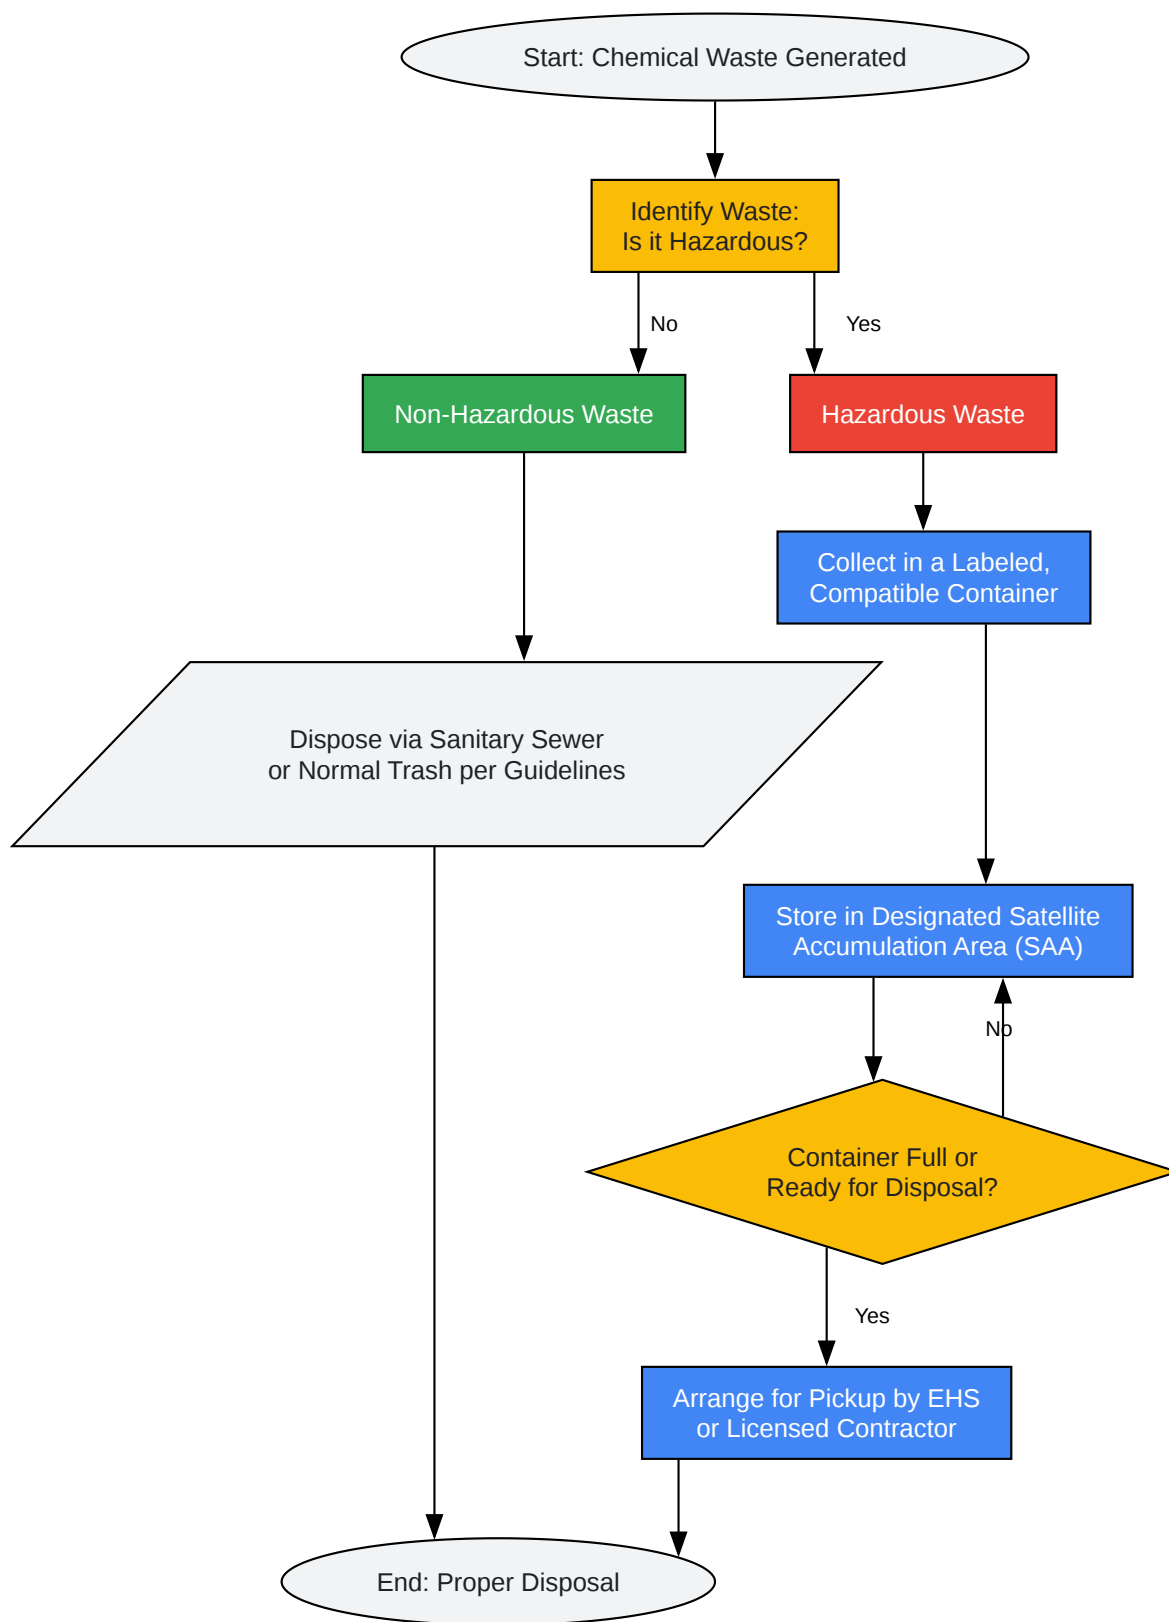 Start: Chemical Waste Generated
Identify Waste:
Is it Hazardous?
No
Yes
Non-Hazardous Waste
Hazardous Waste
Collect in a Labeled,
Compatible Container
Dispose via Sanitary Sewer
or Normal Trash per Guidelines
Store in Designated Satellite
Accumulation Area (SAA)
No
Container Full or
Ready for Disposal?
Yes
Arrange for Pickup by EHS
or Licensed Contractor
End: Proper Disposal